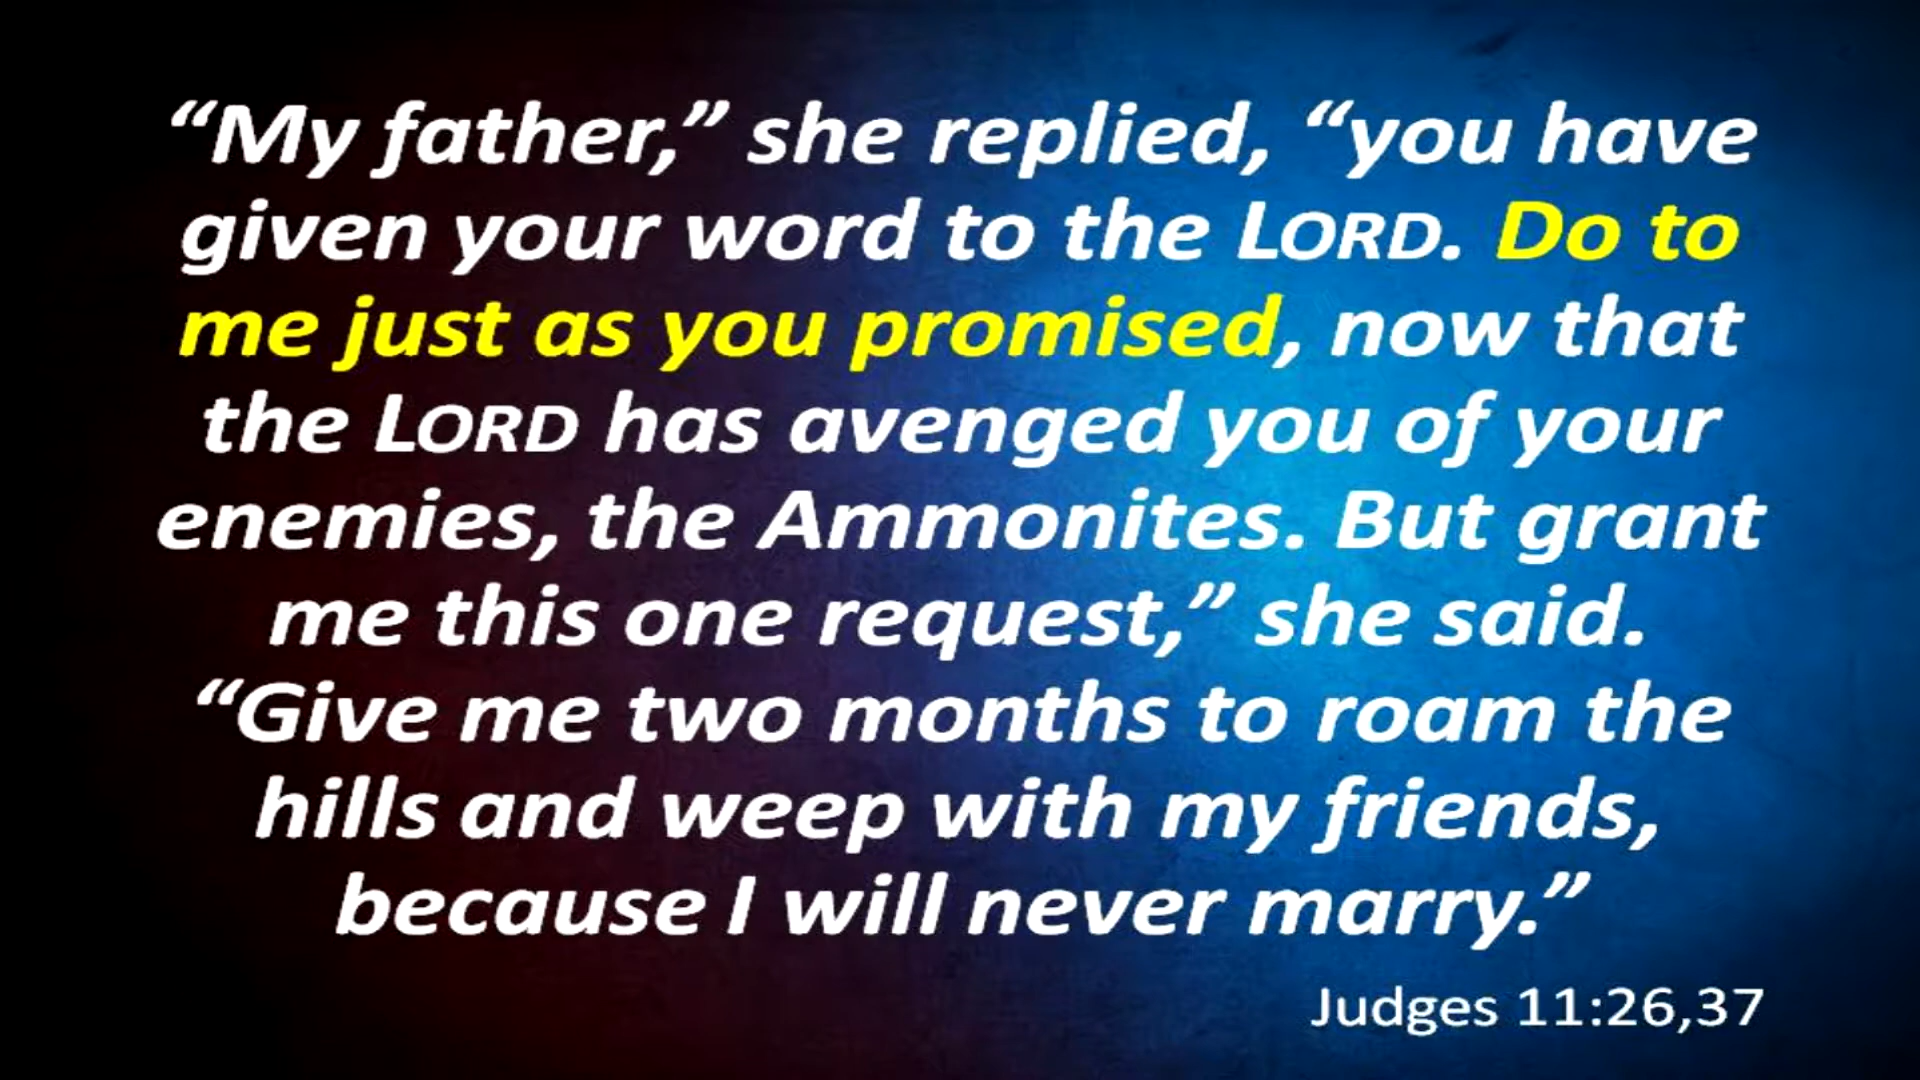 “My father,” she replied, “you have
given your word to the LORD. Do to
me just as you promised, now that
the LORD has avenged you of your
enemies, the Ammonites. But grant
me this one request,” she said.
“Give me two months to roam the
hills and weep with my friends,
because I will never marry.”
Judges 11:26,37